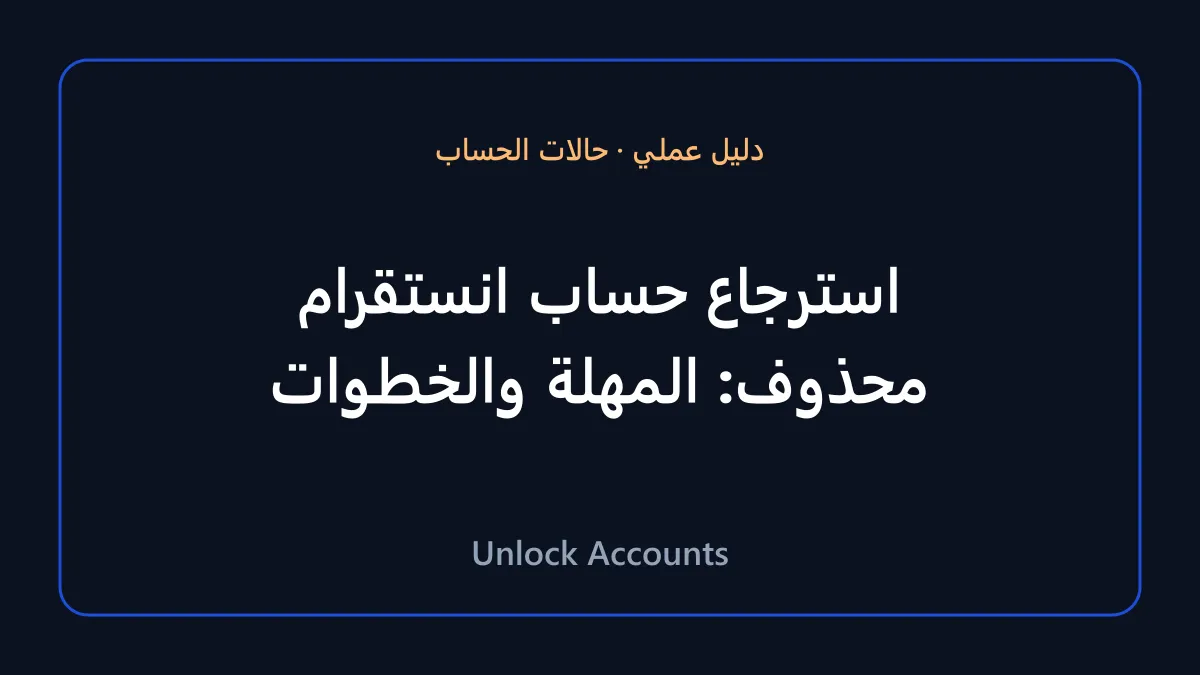 دليل عملي · حالات الحساب
استرجاع حساب انستقرام
محذوف: المهلة والخطوات
Unlock Accounts